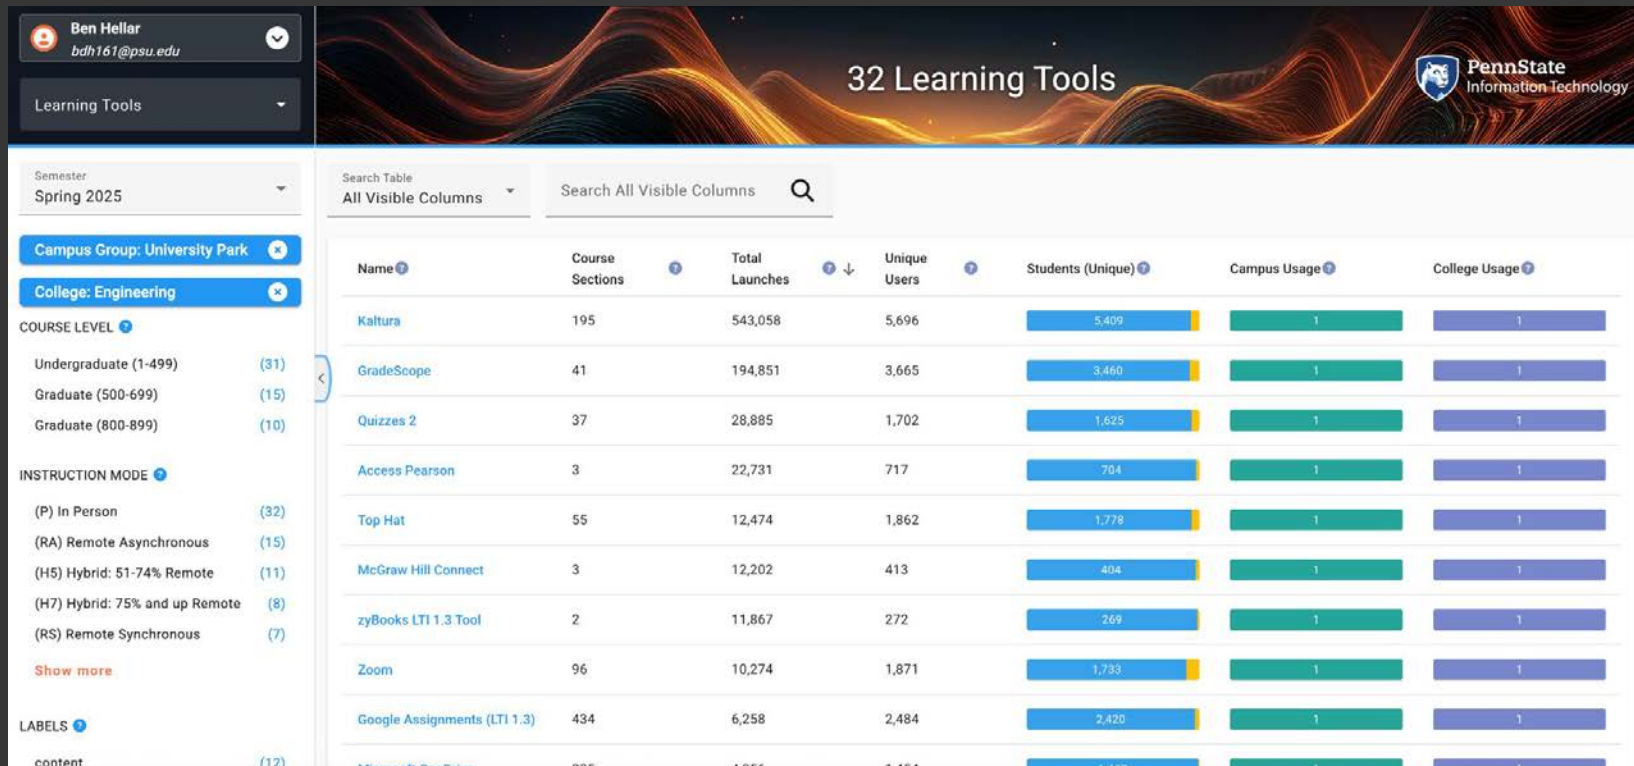 Ben Hellar
bdh161@psu.edu
Learning Tools
32 Learning Tools
PennState
Information Technology
Semester
Spring 2025
Campus Group: University Park
College: Engineering
COURSE LEVEL ?
Undergraduate (1-499) (31)
Graduate (500-699) (15)
Graduate (800-899) (10)
INSTRUCTION MODE ?
(P) In Person (32)
(RA) Remote Asynchronous (15)
(H5) Hybrid: 51-74% Remote (11)
(H7) Hybrid: 75% and up Remote (8)
(RS) Remote Synchronous (7)
Show more
LABELS ?
content (12)
Search Table
All Visible Columns
Search All Visible Columns
Name ? Course Sections ? Total Launches ? Unique Users ? Students (Unique) ? Campus Usage ? College Usage ?
Kaltura 195 543,058 5,696 5,409 1 1
GradeScope 41 194,851 3,665 3,460 1 1
Quizzes 2 37 28,885 1,702 1,625 1 1
Access Pearson 3 22,731 717 704 1 1
Top Hat 55 12,474 1,862 1,778 1 1
McGraw Hill Connect 3 12,202 413 404 1 1
zyBooks LTI 1.3 Tool 2 11,867 272 269 1 1
Zoom 96 10,274 1,871 1,733 1 1
Google Assignments (LTI 1.3) 434 6,258 2,484 2,420 1 1